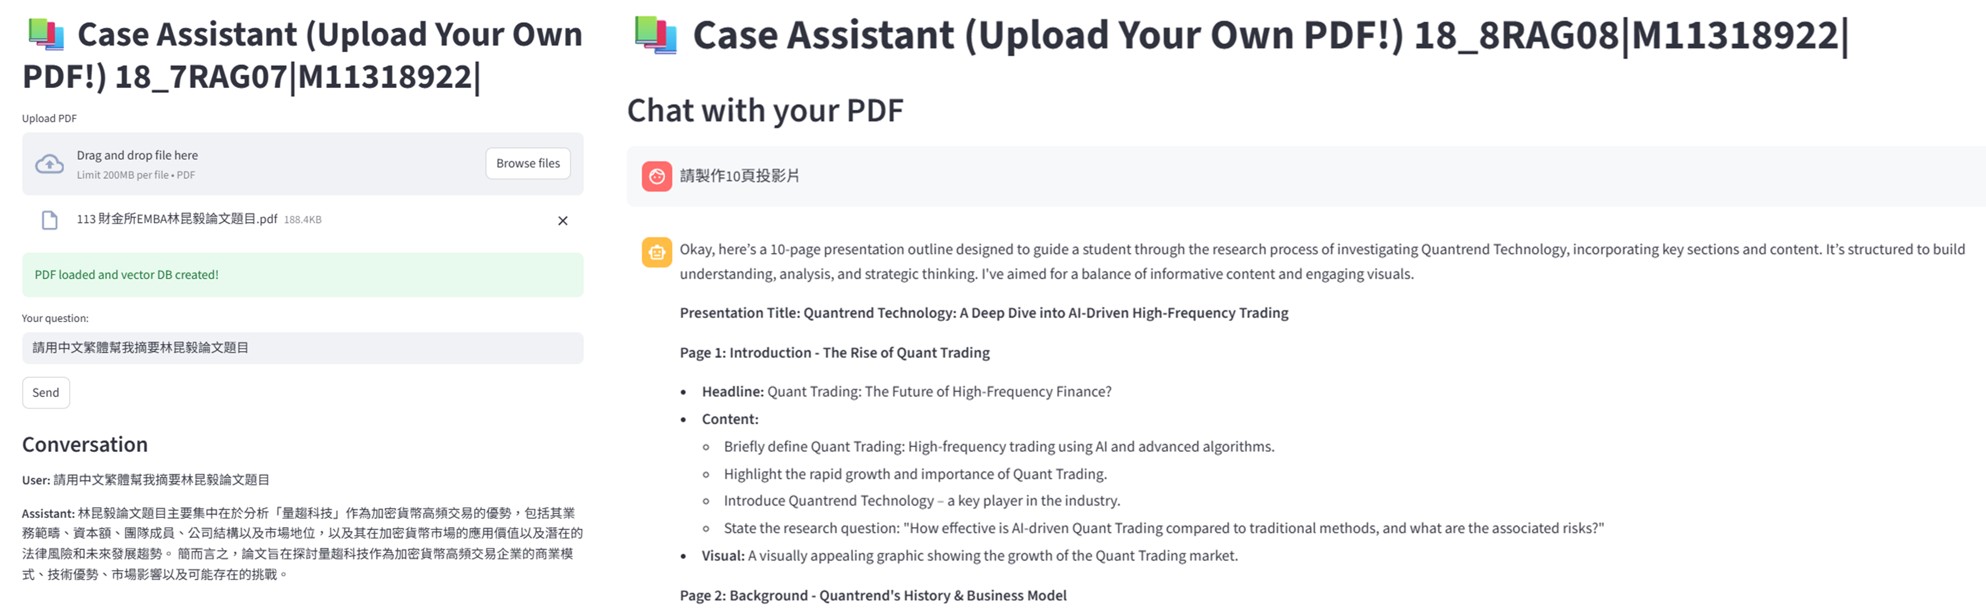 Case Assistant (Upload Your Own
PDF!) 18_7RAG07|M11318922|
Upload PDF
Drag and drop file here
Limit 200MB per file • PDF
Browse files
113 財金所EMBA林昆毅論文題目.pdf 188.4KB
PDF loaded and vector DB created!
Your question:
請用中文繁體幫我摘要林昆毅論文題目
Send
Conversation
User: 請用中文繁體幫我摘要林昆毅論文題目
Assistant: 林昆毅論文題目主要集中在於分析「量趨科技」作為加密貨幣高頻交易的優勢，包括其業
務範疇、資本額、團隊成員、公司結構以及市場地位，以及其在加密貨幣市場的應用價值以及潛在的
法律風險和未來發展趨勢。 簡而言之，論文旨在探討量趨科技作為加密貨幣高頻交易企業的商業模
式、技術優勢、市場影響以及可能存在的挑戰。
Case Assistant (Upload Your Own PDF!) 18_8RAG08|M11318922|
Chat with your PDF
請製作10頁投影片
Okay, here's a 10-page presentation outline designed to guide a student through the research process of investigating Quantrend Technology, incorporating key sections and content. It's structured to build
understanding, analysis, and strategic thinking. I've aimed for a balance of informative content and engaging visuals.
Presentation Title: Quantrend Technology: A Deep Dive into AI-Driven High-Frequency Trading
Page 1: Introduction - The Rise of Quant Trading
• Headline: Quant Trading: The Future of High-Frequency Finance?
• Content:
◦ Briefly define Quant Trading: High-frequency trading using AI and advanced algorithms.
◦ Highlight the rapid growth and importance of Quant Trading.
◦ Introduce Quantrend Technology – a key player in the industry.
◦ State the research question: "How effective is AI-driven Quant Trading compared to traditional methods, and what are the associated risks?"
• Visual: A visually appealing graphic showing the growth of the Quant Trading market.
Page 2: Background - Quantrend's History & Business Model